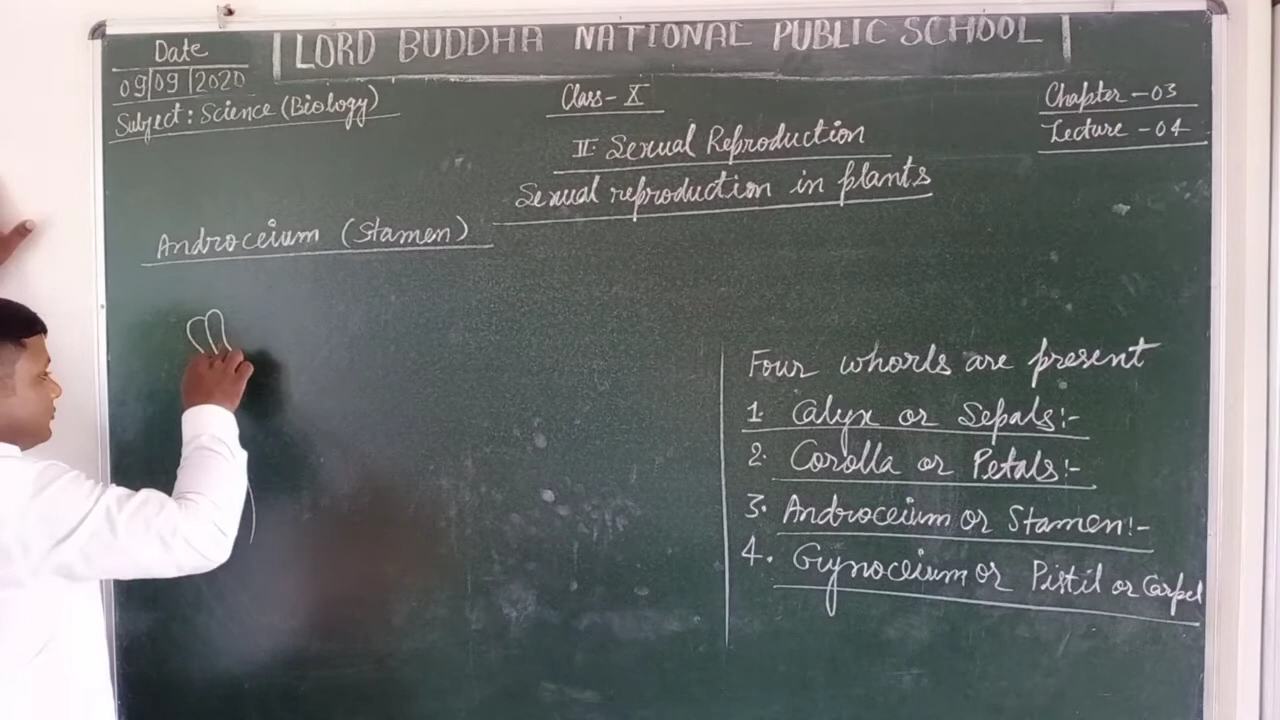 Date
LORD BUDDHA NATIONAL PUBLIC SCHOOL
09/09/2020
Subject: Science (Biology)
Class - X
Chapter - 03
Lecture - 04
II. Sexual Reproduction
Sexual reproduction in plants
Androceium (Stamen)
Four whorls are present
1. Calyx or Sepals:-
2. Corolla or Petals:-
3. Androceium or Stamen:-
4. Gynoceium or Pistil or Carpel